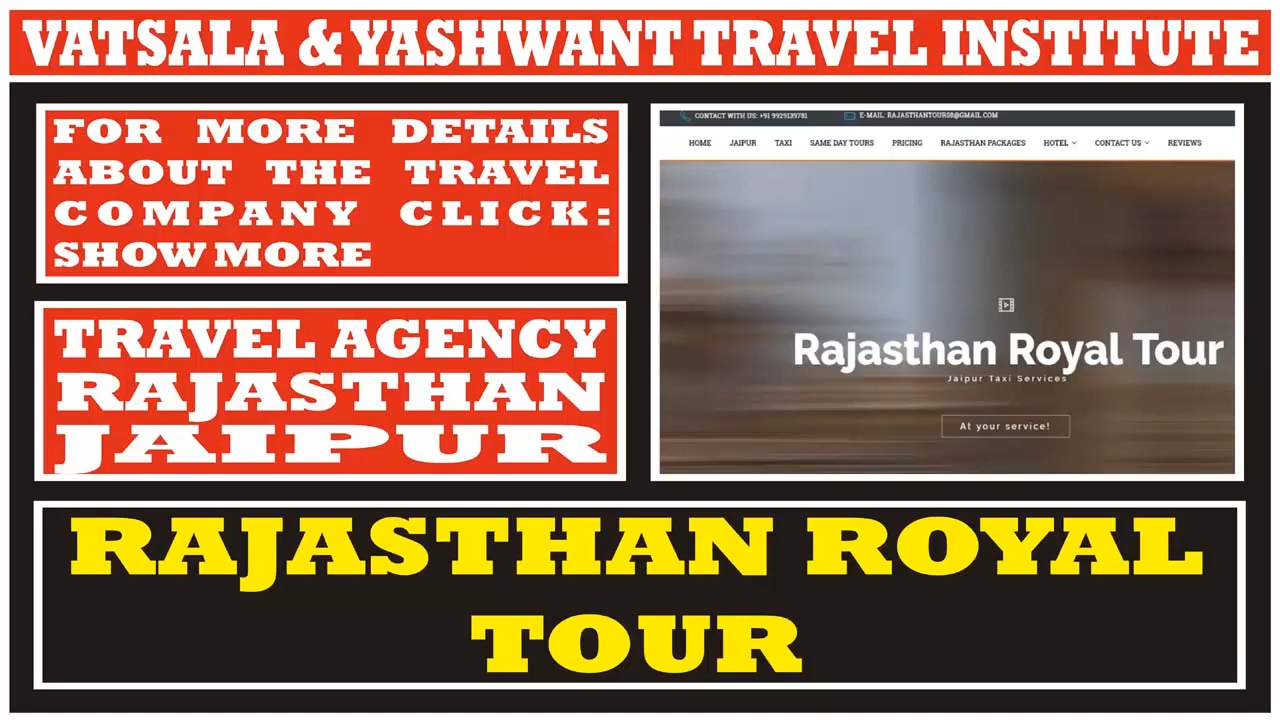 VATSALA & YASHWANT TRAVEL INSTITUTE
FOR MORE DETAILS
ABOUT THE TRAVEL
COMPANY CLICK:
SHOW MORE
TRAVEL AGENCY
RAJASTHAN
JAIPUR
CONTACT WITH US: +91 9929139781 E-MAIL: RAJASTHANTOUR08@GMAIL.COM
HOME JAIPUR TAXI SAME DAY TOURS PRICING RAJASTHAN PACKAGES HOTEL CONTACT US REVIEWS
Rajasthan Royal Tour
Jaipur Taxi Services
At your service!
RAJASTHAN ROYAL
TOUR